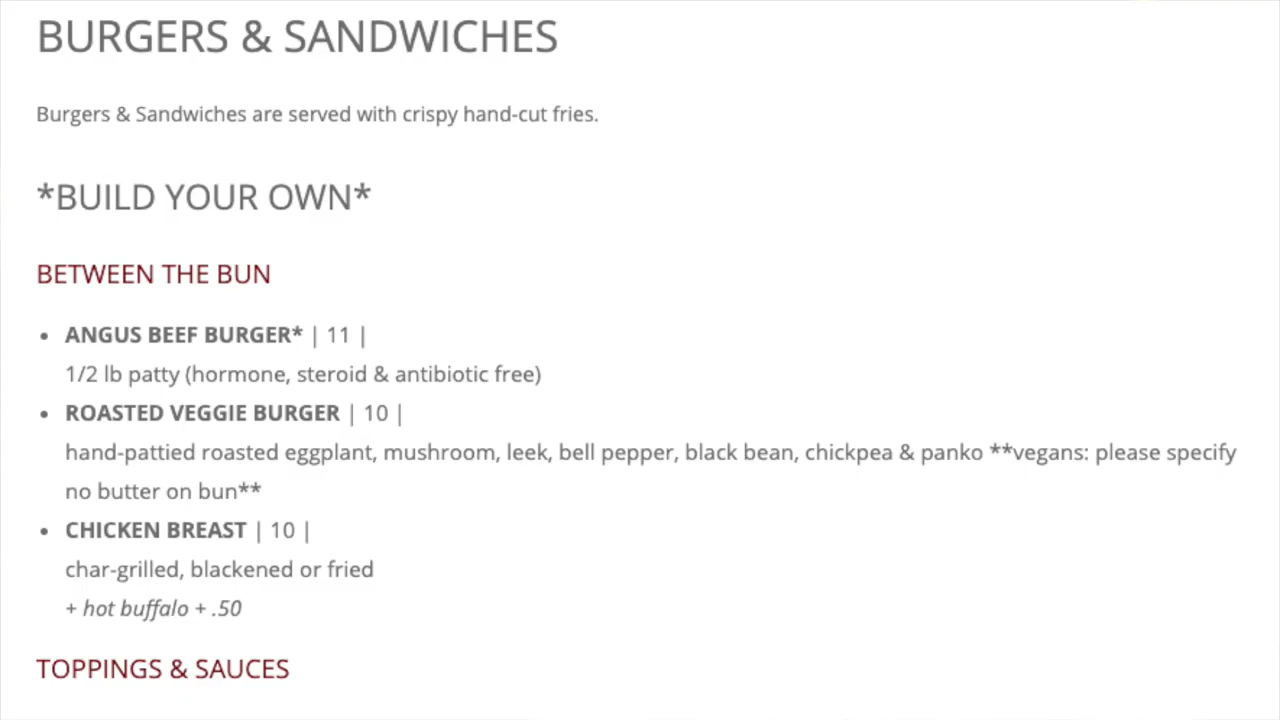 BURGERS & SANDWICHES
Burgers & Sandwiches are served with crispy hand-cut fries.
*BUILD YOUR OWN*
BETWEEN THE BUN
• ANGUS BEEF BURGER* | 11 |
1/2 lb patty (hormone, steroid & antibiotic free)
• ROASTED VEGGIE BURGER | 10 |
hand-pattied roasted eggplant, mushroom, leek, bell pepper, black bean, chickpea & panko **vegans: please specify
no butter on bun**
• CHICKEN BREAST | 10 |
char-grilled, blackened or fried
+ hot buffalo + .50
TOPPINGS & SAUCES